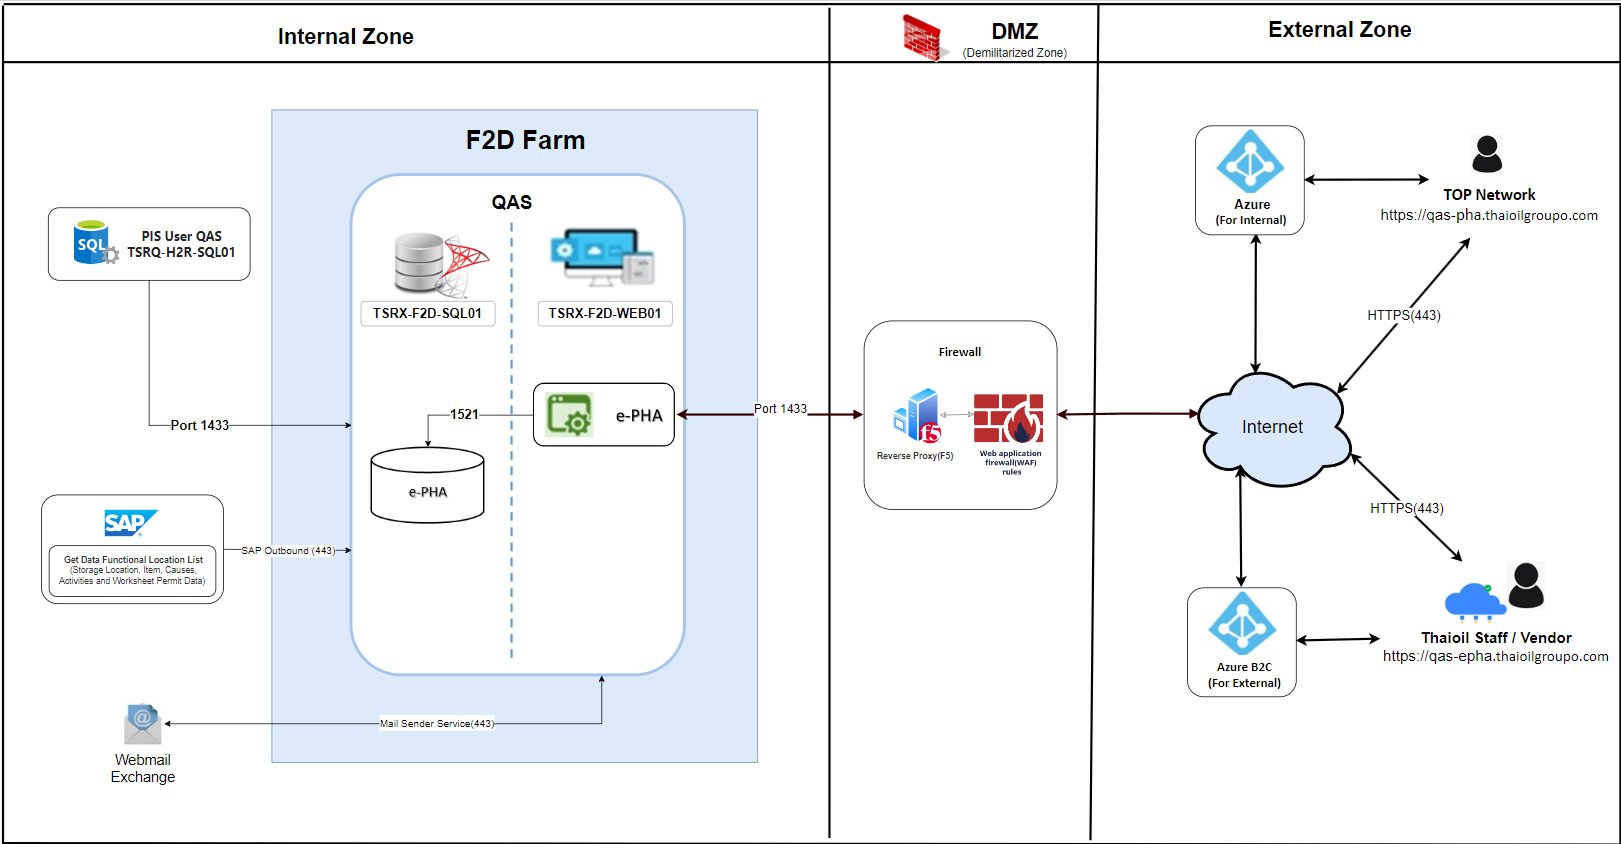 Internal Zone
DMZ
(Demilitarized Zone)
External Zone
F2D Farm
QAS
PIS User QAS
TSRQ-H2R-SQL01
SQL
TSRX-F2D-SQL01
TSRX-F2D-WEB01
Port 1433
1521
e-PHA
e-PHA
Port 1433
SAP
Get Data Functional Location List
(Storage Location, Item, Causes,
Activities and Worksheet Permit Data)
SAP Outbound (443)
Mail Sender Service(443)
Webmail
Exchange
Firewall
f5
Reverse Proxy(F5)
Web application
firewall(WAF)
rules
Azure
(For Internal)
TOP Network
https://qas-pha.thaioilgroupo.com
HTTPS(443)
Internet
HTTPS(443)
Azure B2C
(For External)
Thaioil Staff / Vendor
https://qas-epha.thaioilgroupo.com